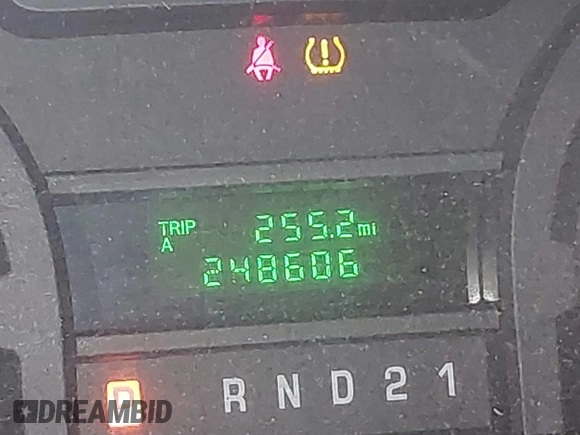 TRIP 255.2 mi
A
248606
P R N D 2 1
DREAMBID